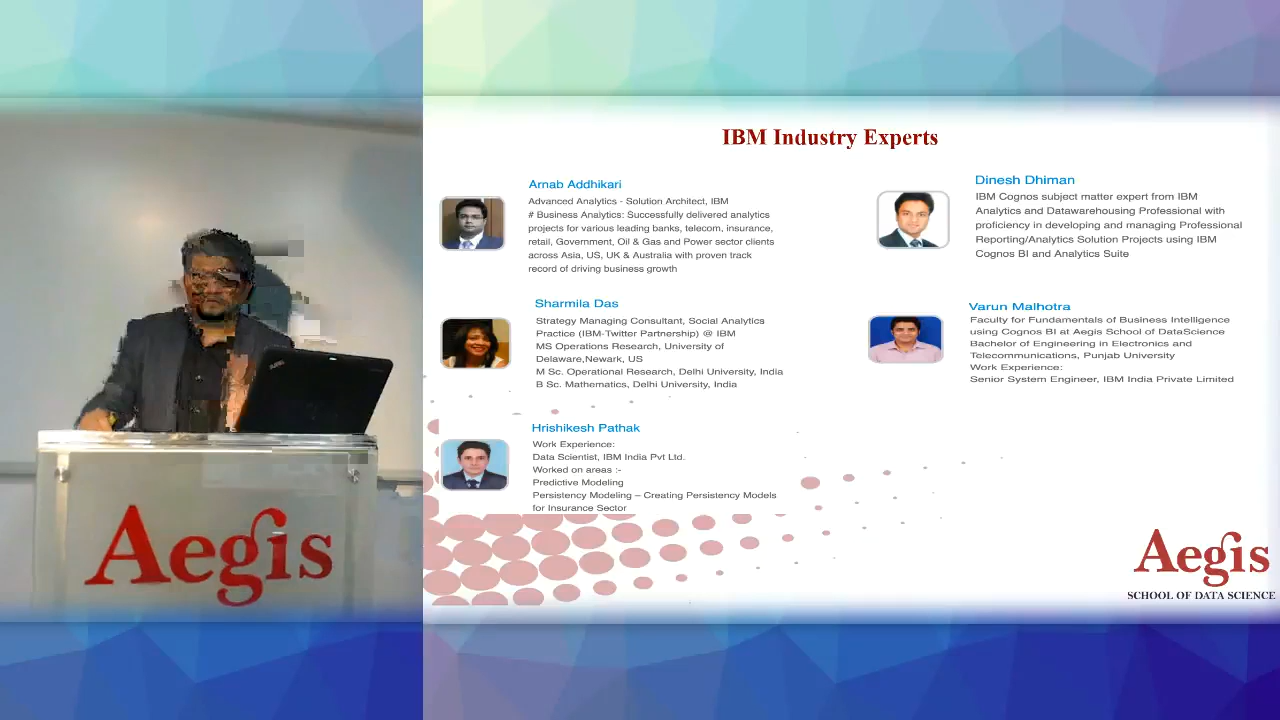 IBM Industry Experts
Arnab Addhikari
Advanced Analytics - Solution Architect, IBM
# Business Analytics: Successfully delivered analytics
projects for various leading banks, telecom, insurance,
retail, Government, Oil & Gas and Power sector clients
across Asia, US, UK & Australia with proven track
record of driving business growth
Dinesh Dhiman
IBM Cognos subject matter expert from IBM
Analytics and Datawarehousing Professional with
proficiency in developing and managing Professional
Reporting/Analytics Solution Projects using IBM
Cognos BI and Analytics Suite
Sharmila Das
Strategy Managing Consultant, Social Analytics
Practice (IBM-Twitter Partnership) @ IBM
MS Operations Research, University of
Delaware,Newark, US
M Sc. Operational Research, Delhi University, India
B Sc. Mathematics, Delhi University, India
Varun Malhotra
Faculty for Fundamentals of Business Intelligence
using Cognos BI at Aegis School of DataScience
Bachelor of Engineering in Electronics and
Telecommunications, Punjab University
Work Experience:
Senior System Engineer, IBM India Private Limited
Hrishikesh Pathak
Work Experience:
Data Scientist, IBM India Pvt Ltd.
Worked on areas :-
Predictive Modeling
Persistency Modeling – Creating Persistency Models
for Insurance Sector
Aegis
Aegis
SCHOOL OF DATA SCIENCE